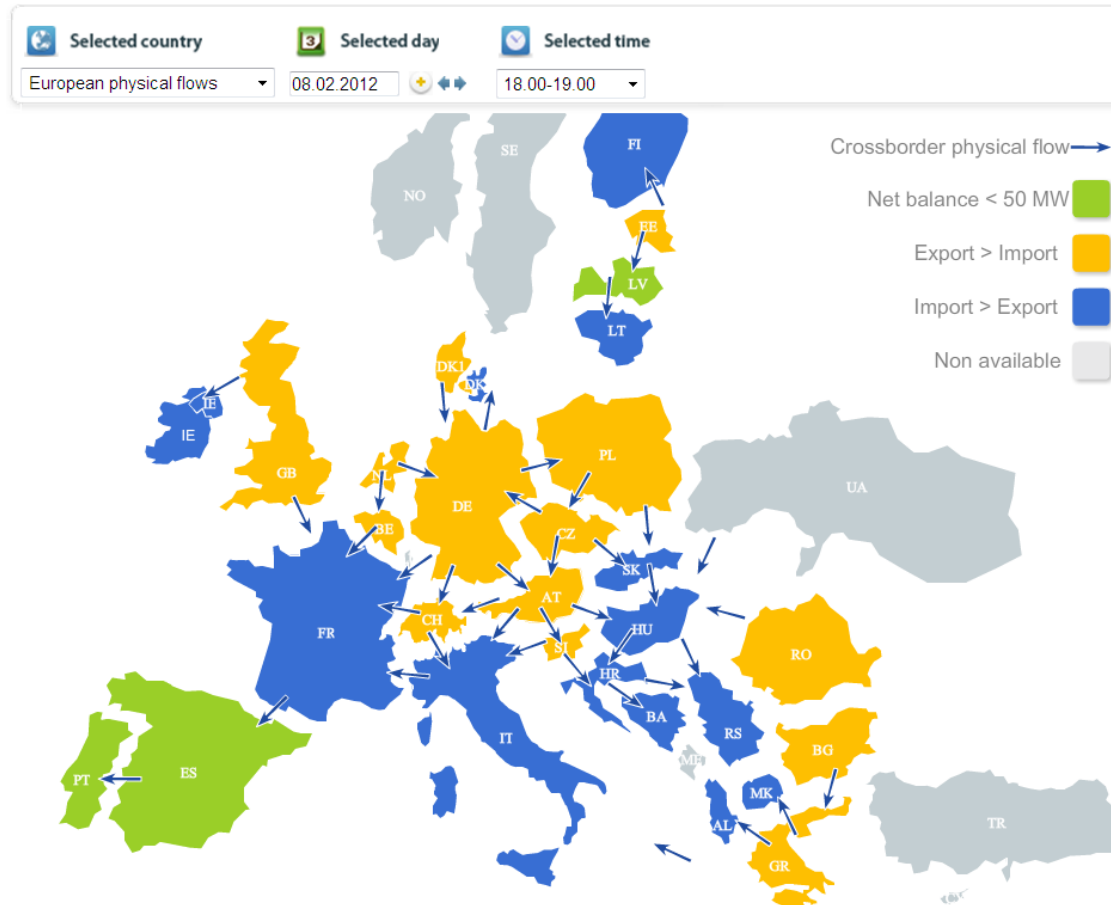 Selected country
Selected day
Selected time
European physical flows
08.02.2012
18.00-19.00
Crossborder physical flow
Net balance < 50 MW
Export > Import
Import > Export
Non available
SE
FI
NO
EE
LV
LT
DK1
DK
IE
IE
GB
NL
BE
DE
PL
UA
CZ
SK
AT
CH
HU
FR
SI
RO
HR
BA
RS
IT
ME
BG
ES
PT
MK
AL
TR
GR